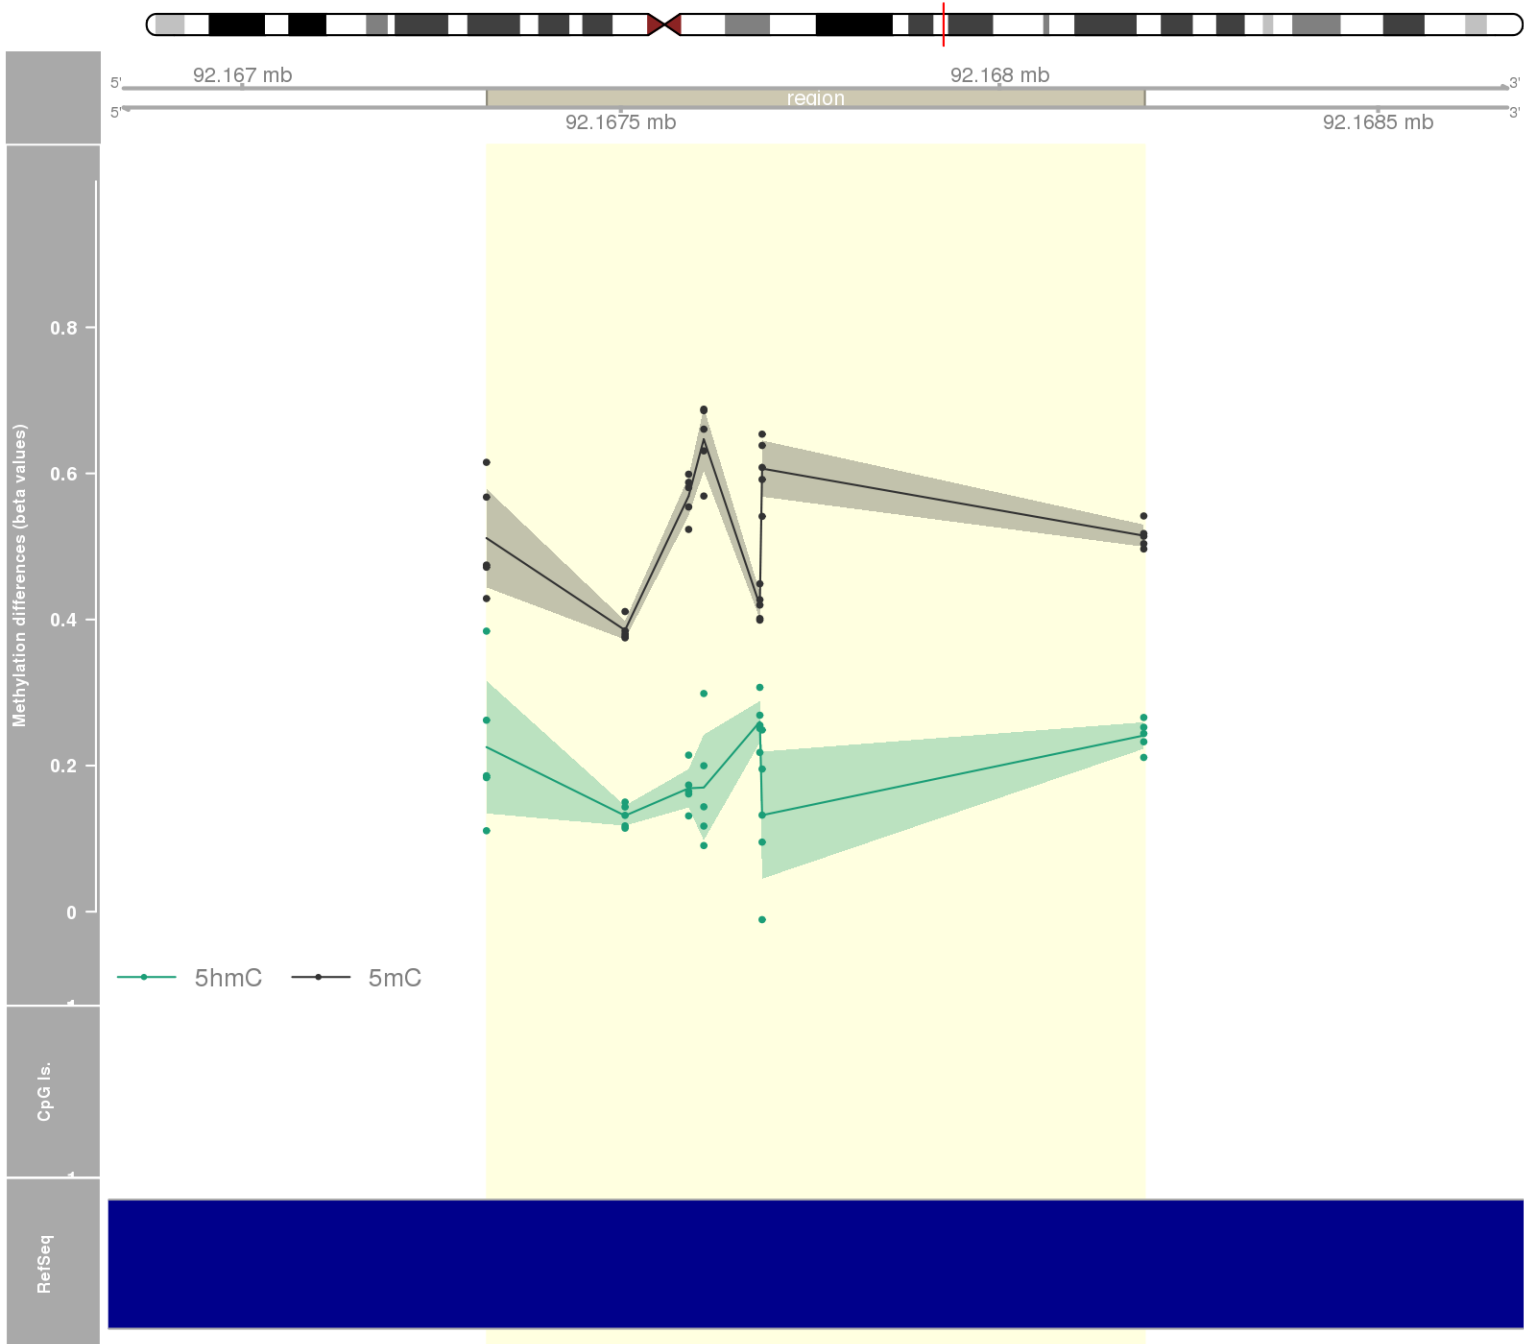 92.167 mb
92.168 mb
5'
3'
region
5'
3'
92.1675 mb
92.1685 mb
Methylation differences (beta values)
0.8
0.6
0.4
0.2
0
5hmC
5mC
CpG Is.
RefSeq